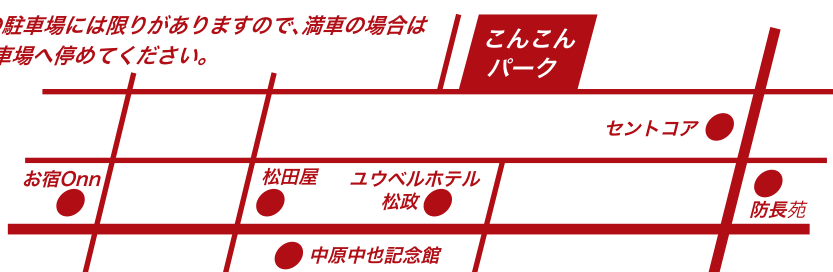 駐車場には限りがありますので、満車の場合は
車場へ停めてください。
こんこん
パーク
セントコア
お宿Onn
松田屋
ユウベルホテル
松政
防長苑
中原中也記念館